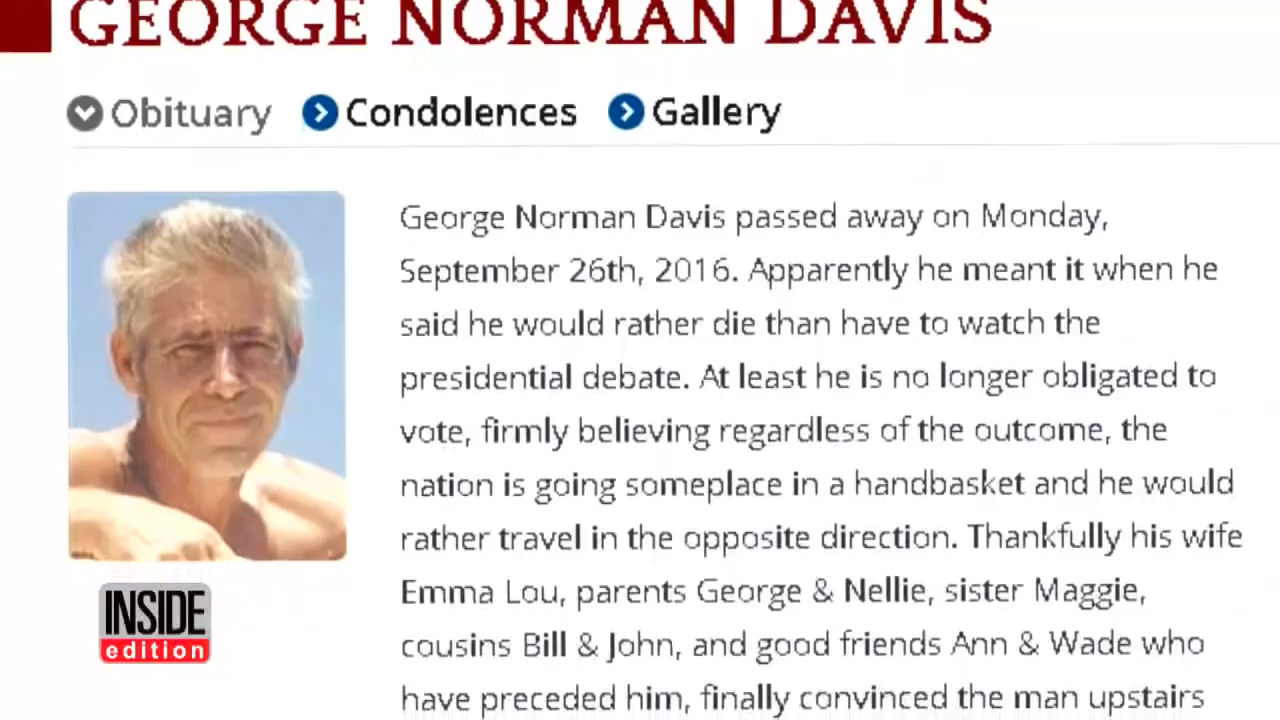 GEORGE NORMAN DAVIS
Obituary Condolences Gallery
George Norman Davis passed away on Monday,
September 26th, 2016. Apparently he meant it when he
said he would rather die than have to watch the
presidential debate. At least he is no longer obligated to
vote, firmly believing regardless of the outcome, the
nation is going someplace in a handbasket and he would
rather travel in the opposite direction. Thankfully his wife
Emma Lou, parents George & Nellie, sister Maggie,
cousins Bill & John, and good friends Ann & Wade who
have preceded him, finally convinced the man upstairs
INSIDE
edition